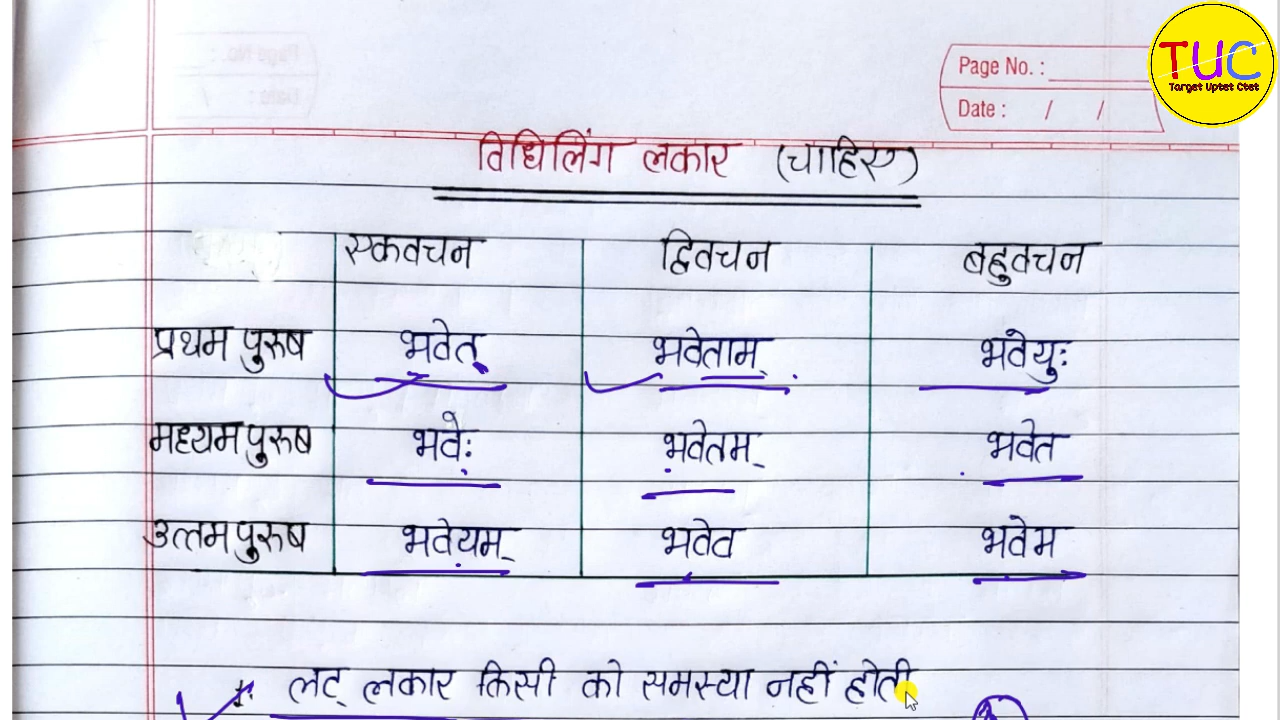 TUC
Target Uptet Ctet
Page No. :
Date : / /
विधिलिंग लकार (चाहिए)
एकवचन द्विवचन बहुवचन
प्रथम पुरुष भवेत् भवेताम् भवेयुः
मध्यम पुरुष भवेः भवेतम् भवेत
उत्तम पुरुष भवेयम् भवेव भवेम
* लट् लकार किसी को समस्या नहीं होती